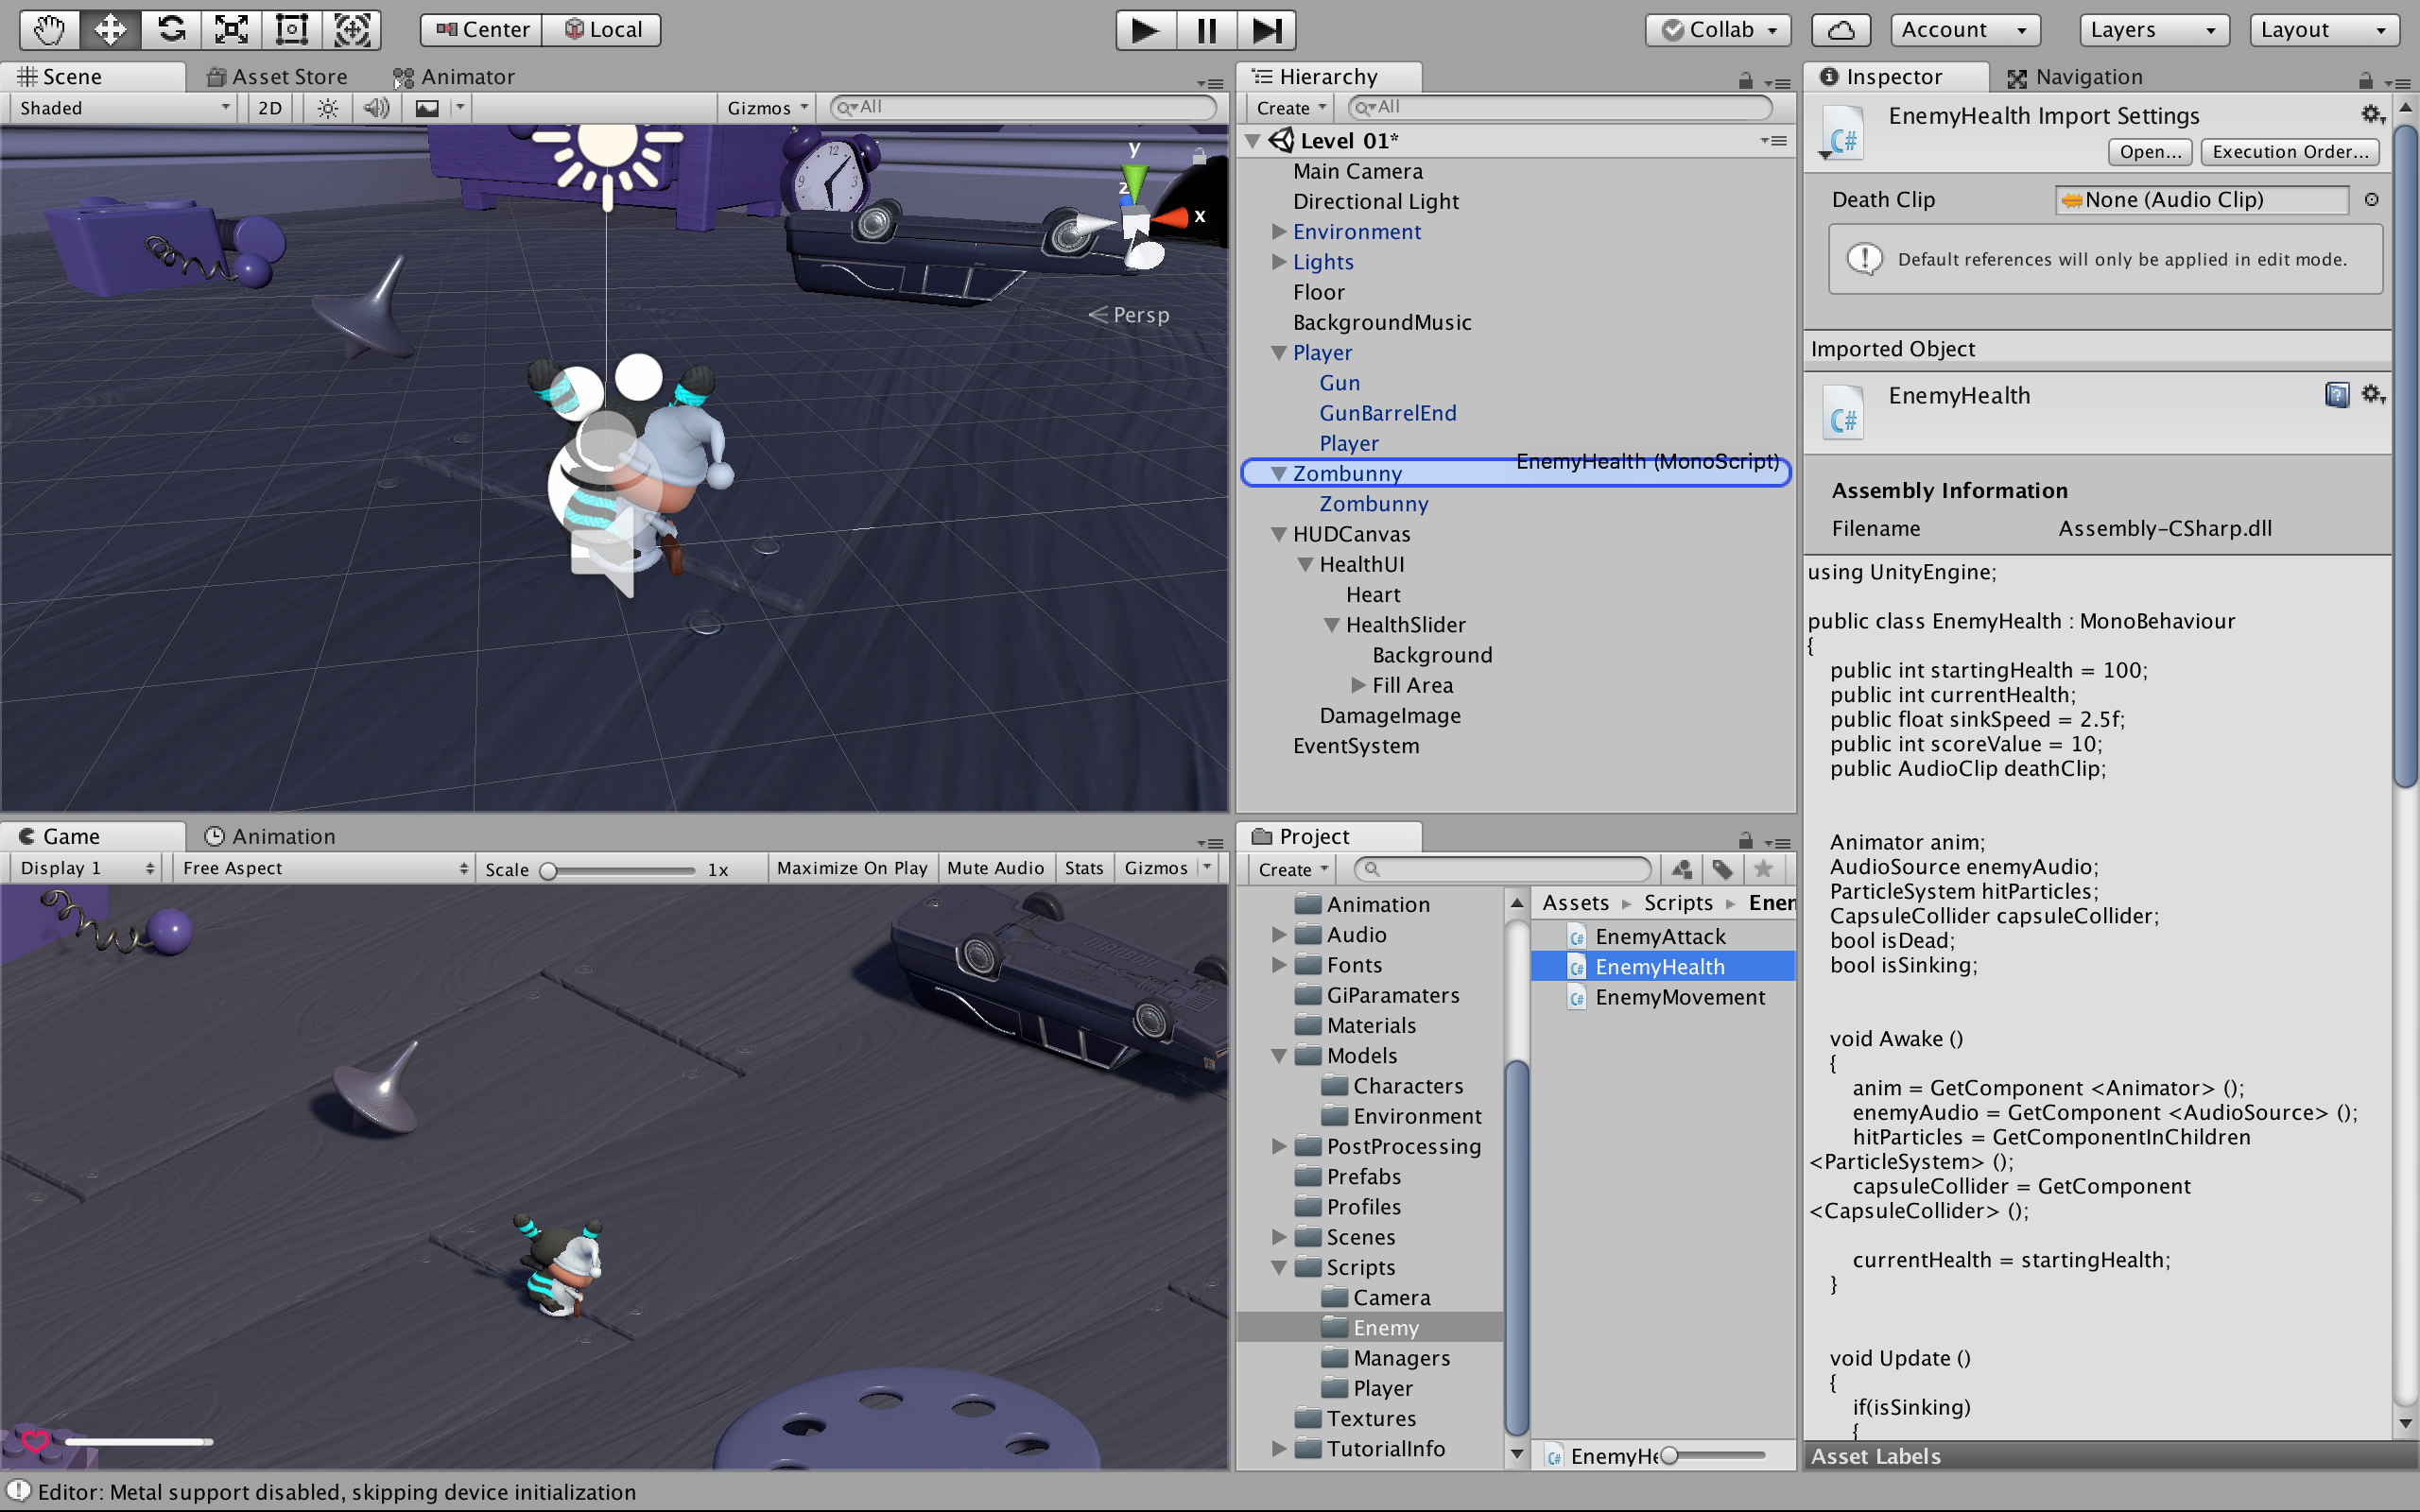 Center
Local
Collab
Account
Layers
Layout
Scene
Asset Store
Animator
Shaded
2D
Gizmos
All
y
z
x
Persp
12
3
Hierarchy
Create
All
Level 01*
Main Camera
Directional Light
Environment
Lights
Floor
BackgroundMusic
Player
Gun
GunBarrelEnd
Player
EnemyHealth (MonoScript)
Zombunny
Zombunny
HUDCanvas
HealthUI
Heart
HealthSlider
Background
Fill Area
DamageImage
EventSystem
Game
Animation
Display 1
Free Aspect
Scale
1x
Maximize On Play
Mute Audio
Stats
Gizmos
Project
Create
Animation
Audio
Fonts
GiParamaters
Materials
Models
Characters
Environment
PostProcessing
Prefabs
Profiles
Scenes
Scripts
Camera
Enemy
Managers
Player
Textures
TutorialInfo
Assets
Scripts
Enem
C#
EnemyAttack
C#
EnemyHealth
C#
EnemyMovement
C#
EnemyHe
Inspector
Navigation
C#
EnemyHealth Import Settings
Open...
Execution Order...
Death Clip
None (Audio Clip)
Default references will only be applied in edit mode.
Imported Object
C#
EnemyHealth
Assembly Information
Filename
Assembly-CSharp.dll
using UnityEngine;
public class EnemyHealth : MonoBehaviour
{
public int startingHealth = 100;
public int currentHealth;
public float sinkSpeed = 2.5f;
public int scoreValue = 10;
public AudioClip deathClip;
Animator anim;
AudioSource enemyAudio;
ParticleSystem hitParticles;
CapsuleCollider capsuleCollider;
bool isDead;
bool isSinking;
void Awake ()
{
anim = GetComponent <Animator> ();
enemyAudio = GetComponent <AudioSource> ();
hitParticles = GetComponentInChildren
<ParticleSystem> ();
capsuleCollider = GetComponent
<CapsuleCollider> ();
currentHealth = startingHealth;
}
void Update ()
{
if(isSinking)
{
Asset Labels
Editor: Metal support disabled, skipping device initialization